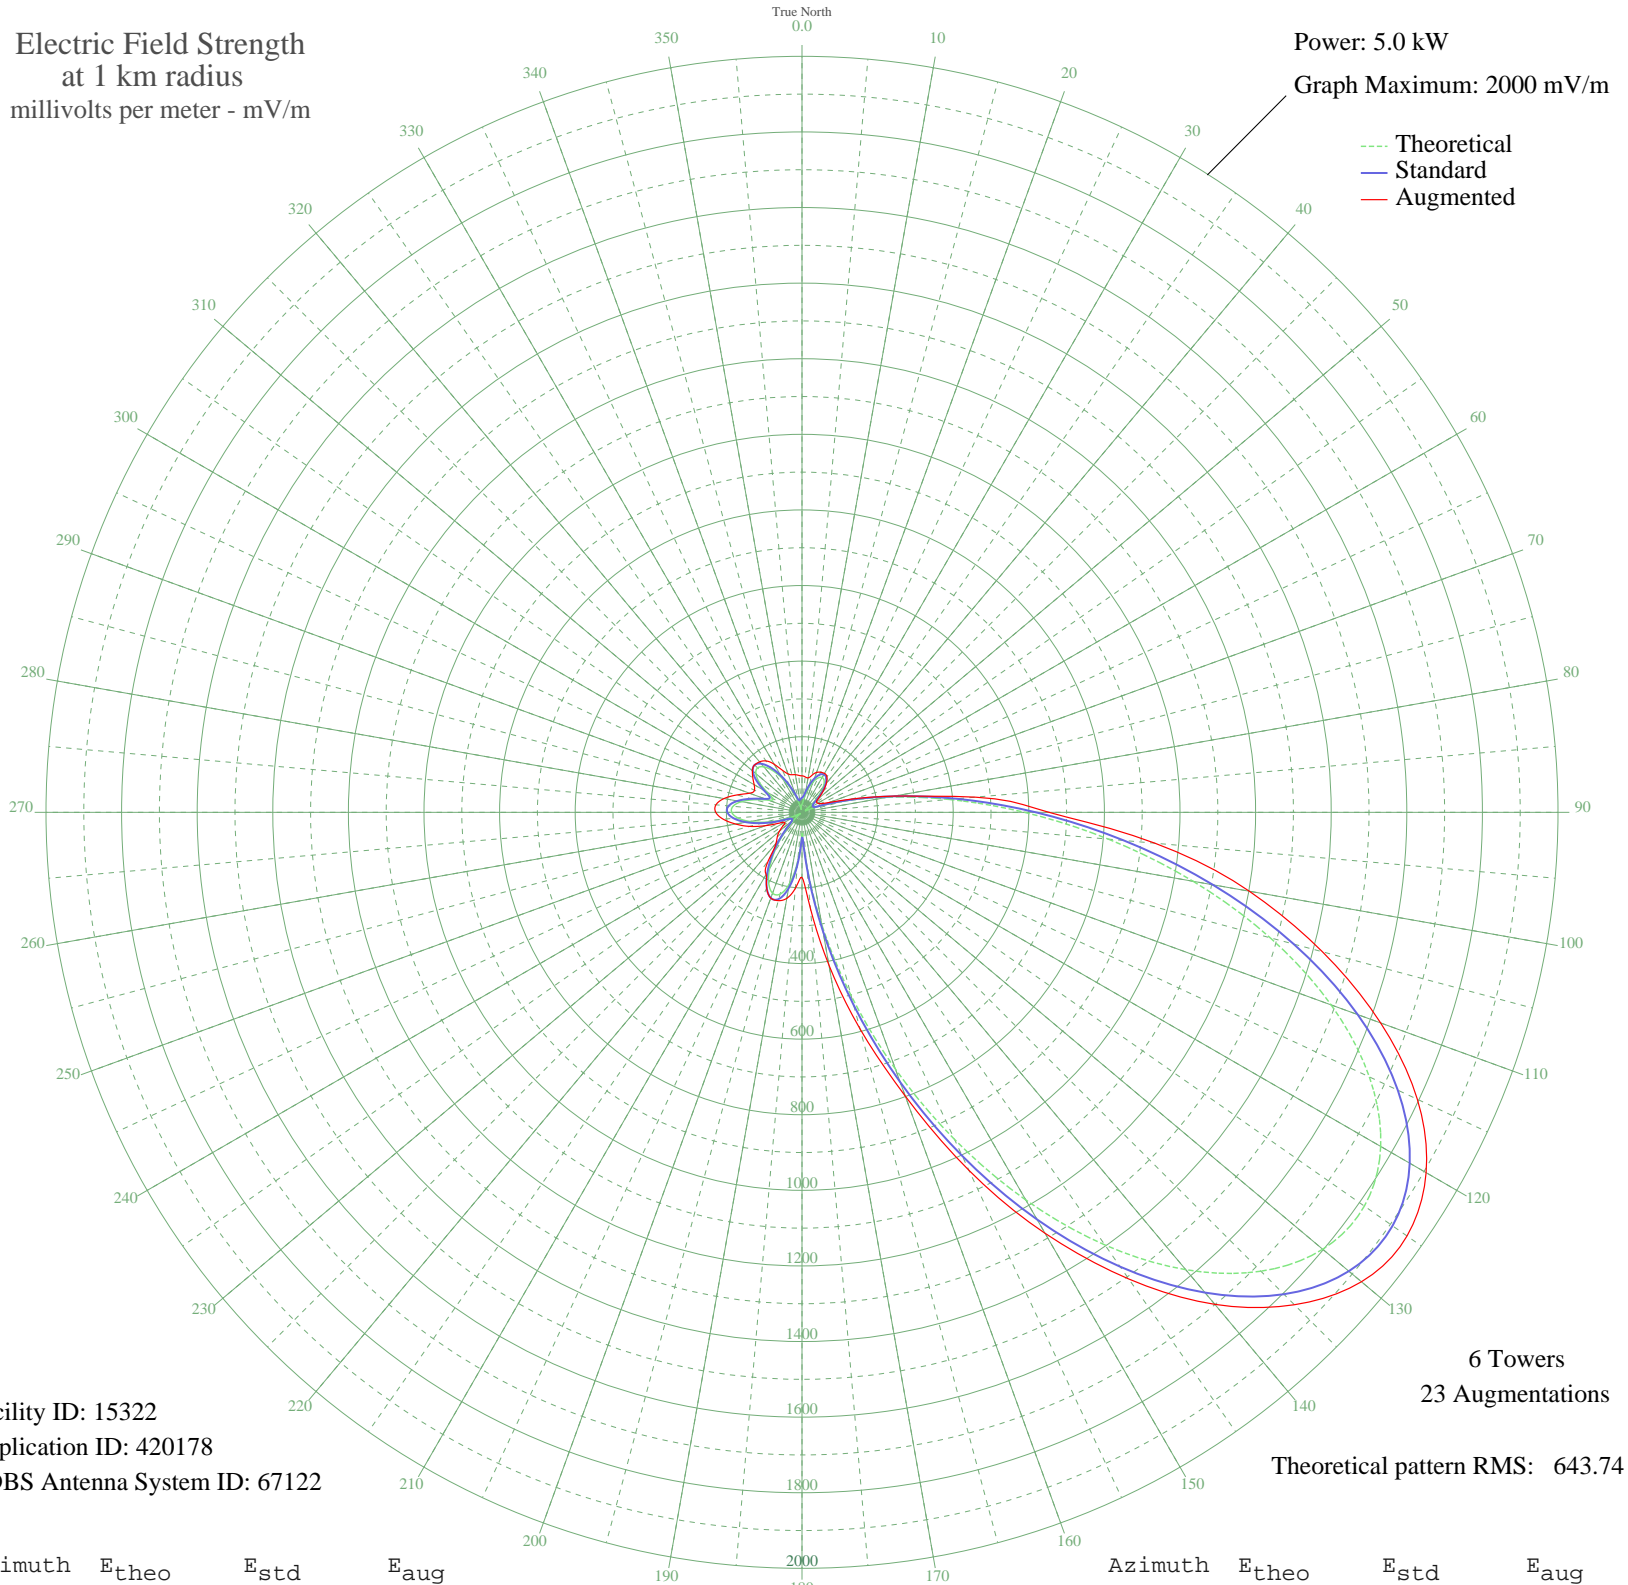 True North
0.0
Electric Field Strength
at 1 km radius
millivolts per meter - mV/m
Power: 5.0 kW
Graph Maximum: 2000 mV/m
Theoretical
Standard
Augmented
10
20
30
40
50
60
70
80
90
100
110
120
130
140
150
160
170
190
200
210
220
230
240
250
260
270
280
290
300
310
320
330
340
350
400
600
800
1000
1200
1400
1600
1800
2000
6 Towers
23 Augmentations
Theoretical pattern RMS: 643.74
cility ID: 15322
plication ID: 420178
DBS Antenna System ID: 67122
imuth Etheo Estd Eaug
Azimuth Etheo Estd Eaug